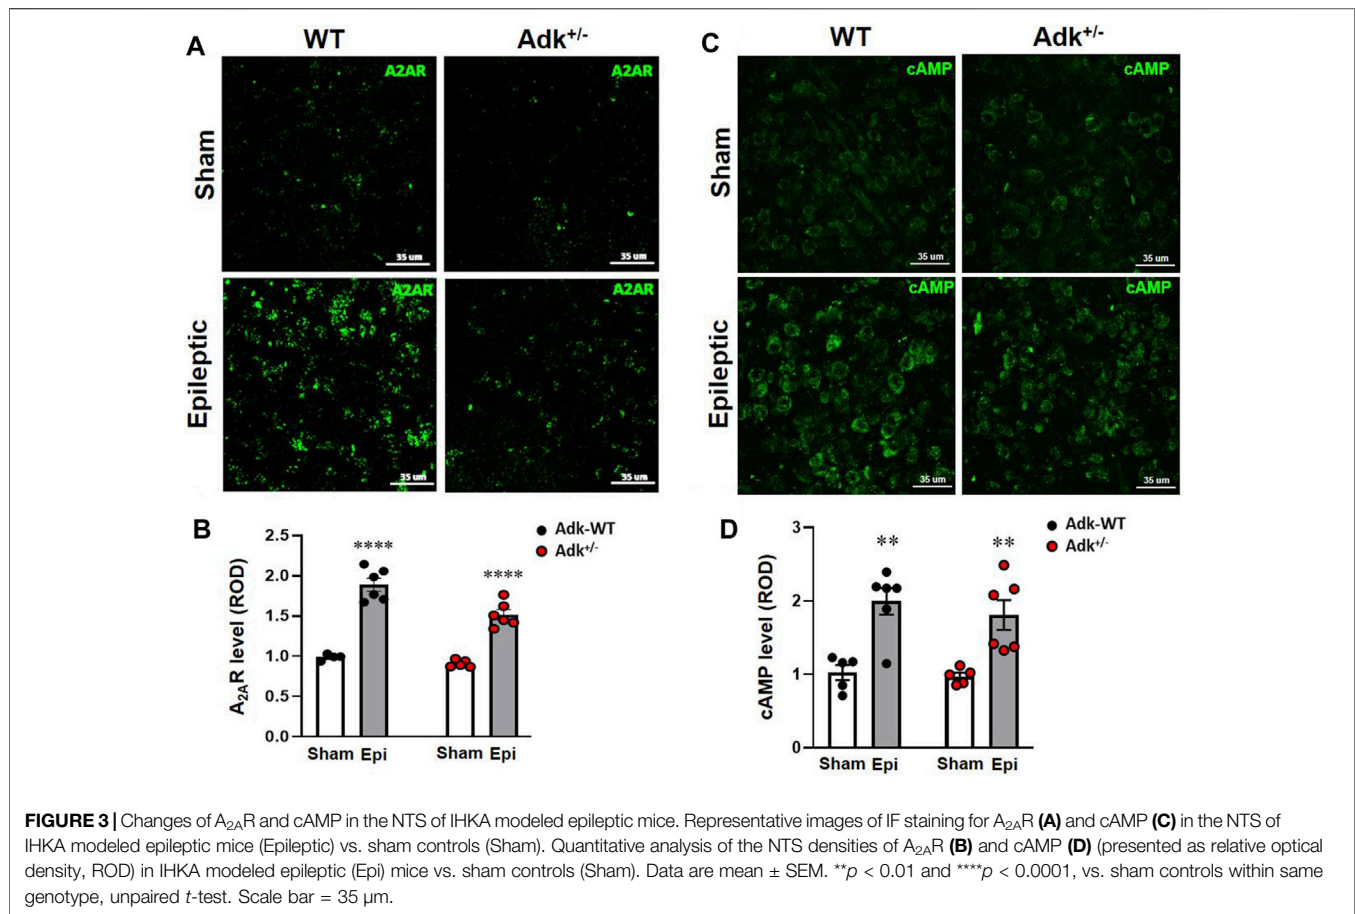 A
WT
Adk+/-
Sham
A2AR
A2AR
35 um
35 um
Epileptic
A2AR
A2AR
35 um
35 um
C
WT
Adk+/-
Sham
cAMP
cAMP
35 um
35 um
Epileptic
cAMP
cAMP
35 um
35 um
B
A2AR level (ROD)
2.5
2.0
1.5
1.0
0.5
0.0
****
****
Adk-WT
Adk+/-
Sham Epi
Sham Epi
D
cAMP level (ROD)
3
2
1
0
**
**
Adk-WT
Adk+/-
Sham Epi
Sham Epi
FIGURE 3 | Changes of A2AR and cAMP in the NTS of IHKA modeled epileptic mice. Representative images of IF staining for A2AR (A) and cAMP (C) in the NTS of
IHKA modeled epileptic mice (Epileptic) vs. sham controls (Sham). Quantitative analysis of the NTS densities of A2AR (B) and cAMP (D) (presented as relative optical
density, ROD) in IHKA modeled epileptic (Epi) mice vs. sham controls (Sham). Data are mean ± SEM. **p < 0.01 and ****p < 0.0001, vs. sham controls within same
genotype, unpaired t-test. Scale bar = 35 µm.